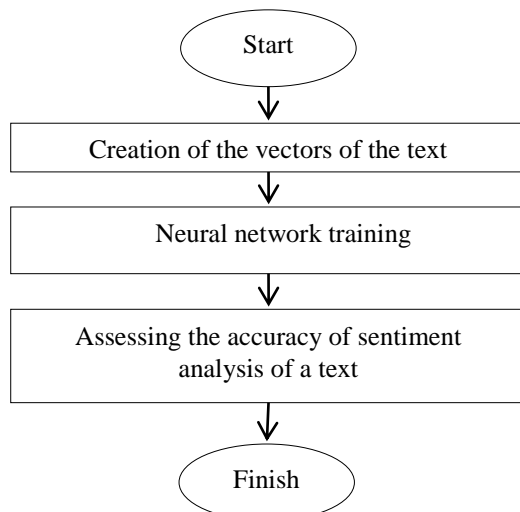 Start
Creation of the vectors of the text
Neural network training
Assessing the accuracy of sentiment
analysis of a text
Finish